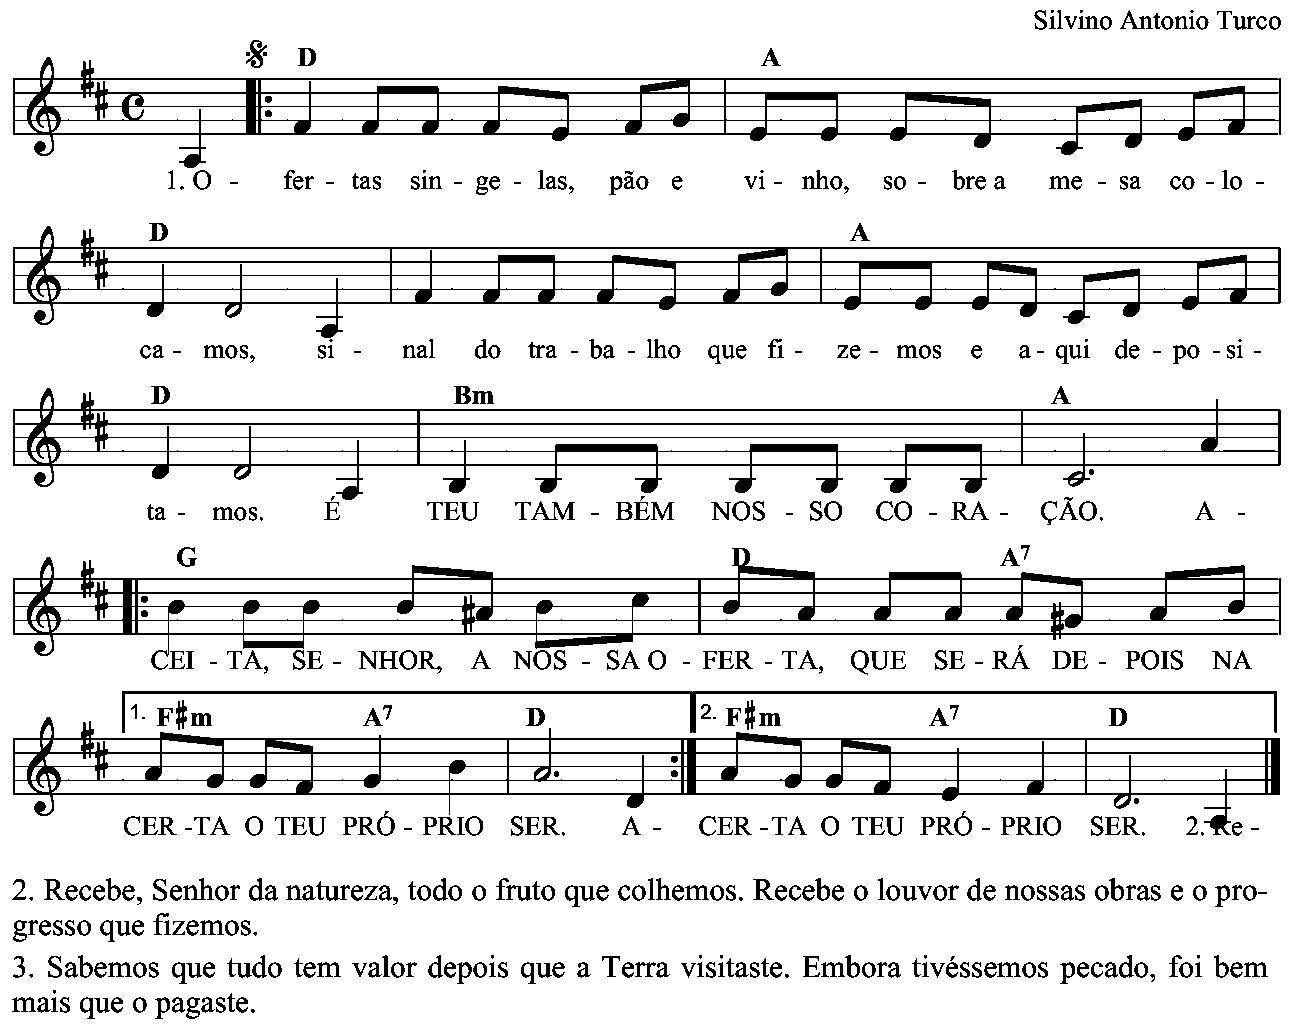 Silvino Antonio Turco
D A
1. O - fer - tas sin - ge - las, pão e vi - nho, so - bre a me - sa co - lo -
D A
ca - mos, si - nal do tra - ba - lho que fi - ze - mos e a - qui de - po - si -
D Bm A
ta - mos. É TEU TAM - BÉM NOS - SO CO - RA - ÇÃO. A -
G D A7
CEI - TA, SE - NHOR, A NOS - SA O - FER - TA, QUE SE - RÁ DE - POIS NA
1. F#m A7 D 2. F#m A7 D
CER - TA O TEU PRÓ - PRIO SER. A - CER - TA O TEU PRÓ - PRIO SER. 2. Re -
2. Recebe, Senhor da natureza, todo o fruto que colhemos. Recebe o louvor de nossas obras e o pro-
gresso que fizemos.
3. Sabemos que tudo tem valor depois que a Terra visitaste. Embora tivéssemos pecado, foi bem
mais que o pagaste.